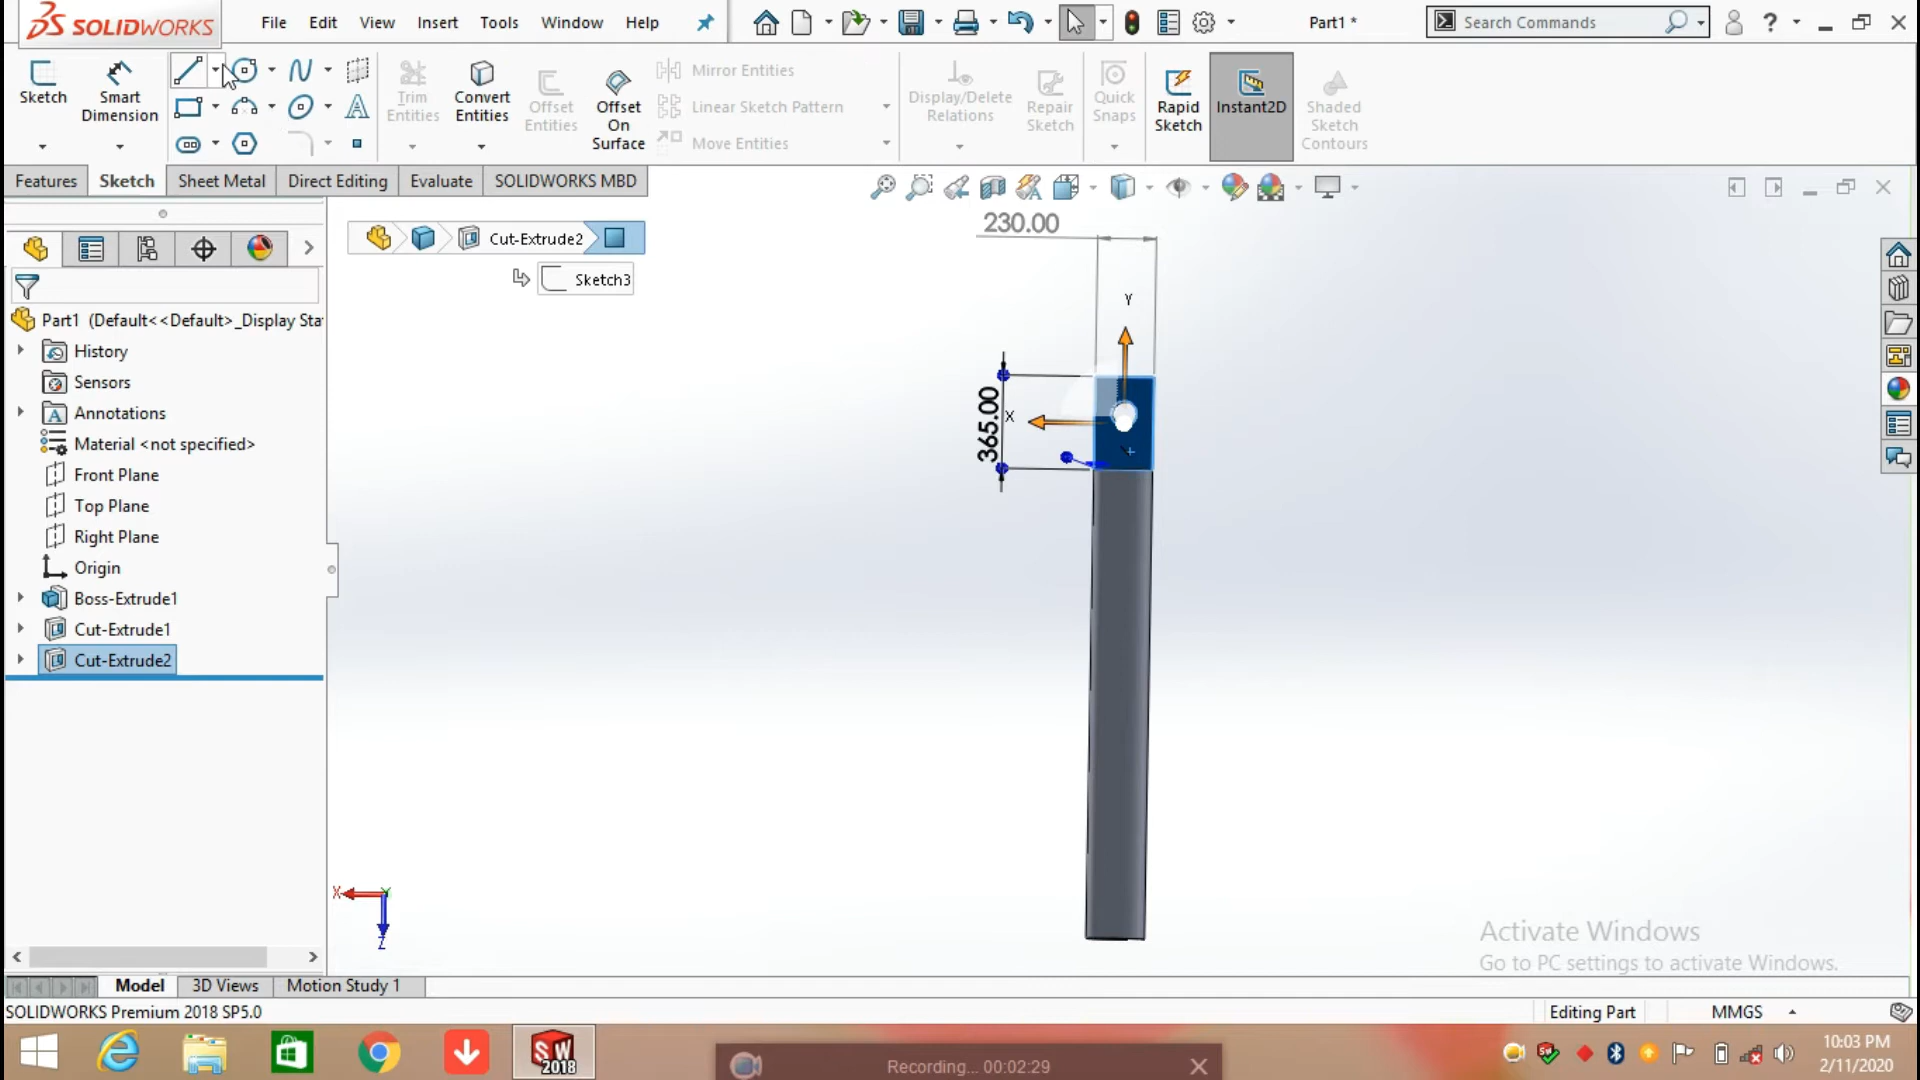 SOLIDWORKS
File Edit View Insert Tools Window Help
Part1 *
Search Commands
Sketch
Smart Dimension
Trim Entities
Convert Entities
Offset Entities
Offset On Surface
Mirror Entities
Linear Sketch Pattern
Move Entities
Display/Delete Relations
Repair Sketch
Quick Snaps
Rapid Sketch
Instant2D
Shaded Sketch Contours
Features Sketch Sheet Metal Direct Editing Evaluate SOLIDWORKS MBD
Cut-Extrude2
Sketch3
230.00
Y
365.00
X
Part1 (Default<<Default>_Display Sta
History
Sensors
Annotations
Material <not specified>
Front Plane
Top Plane
Right Plane
Origin
Boss-Extrude1
Cut-Extrude1
Cut-Extrude2
X
Z
Activate Windows
Go to PC settings to activate Windows.
Model 3D Views Motion Study 1
SOLIDWORKS Premium 2018 SP5.0
Editing Part
MMGS
SW
2018
Recording... 00:02:29
10:03 PM
2/11/2020